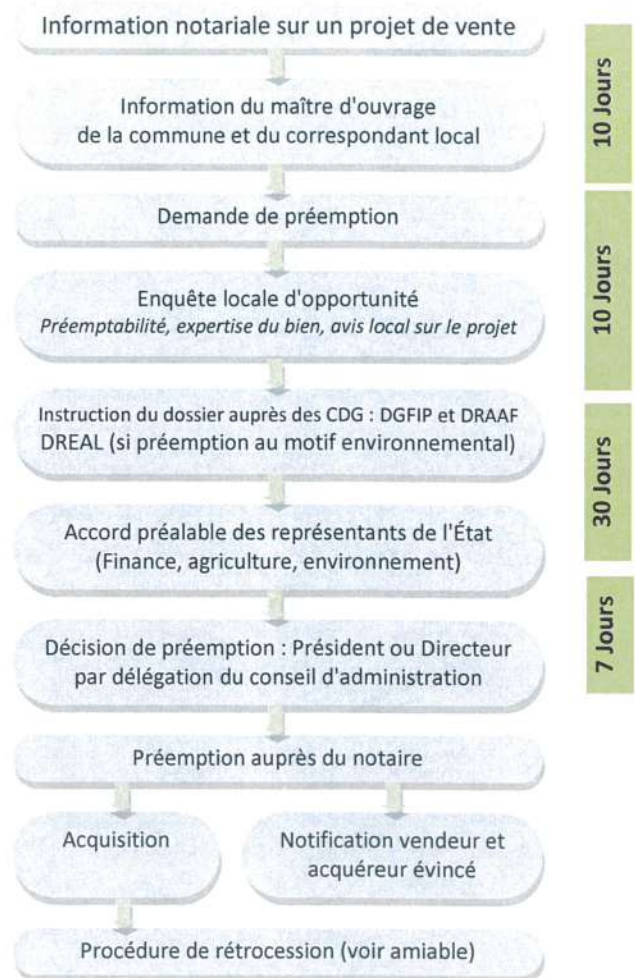 Information notariale sur un projet de vente
Information du maître d'ouvrage
de la commune et du correspondant local
10 Jours
Demande de préemption
Enquête locale d'opportunité
Préemptabilité, expertise du bien, avis local sur le projet
10 Jours
Instruction du dossier auprès des CDG : DGFIP et DRAAF
DREAL (si préemption au motif environnemental)
Accord préalable des représentants de l'État
(Finance, agriculture, environnement)
30 Jours
Décision de préemption : Président ou Directeur
par délégation du conseil d'administration
7 Jours
Préemption auprès du notaire
Acquisition
Notification vendeur et
acquéreur évincé
Procédure de rétrocession (voir amiable)